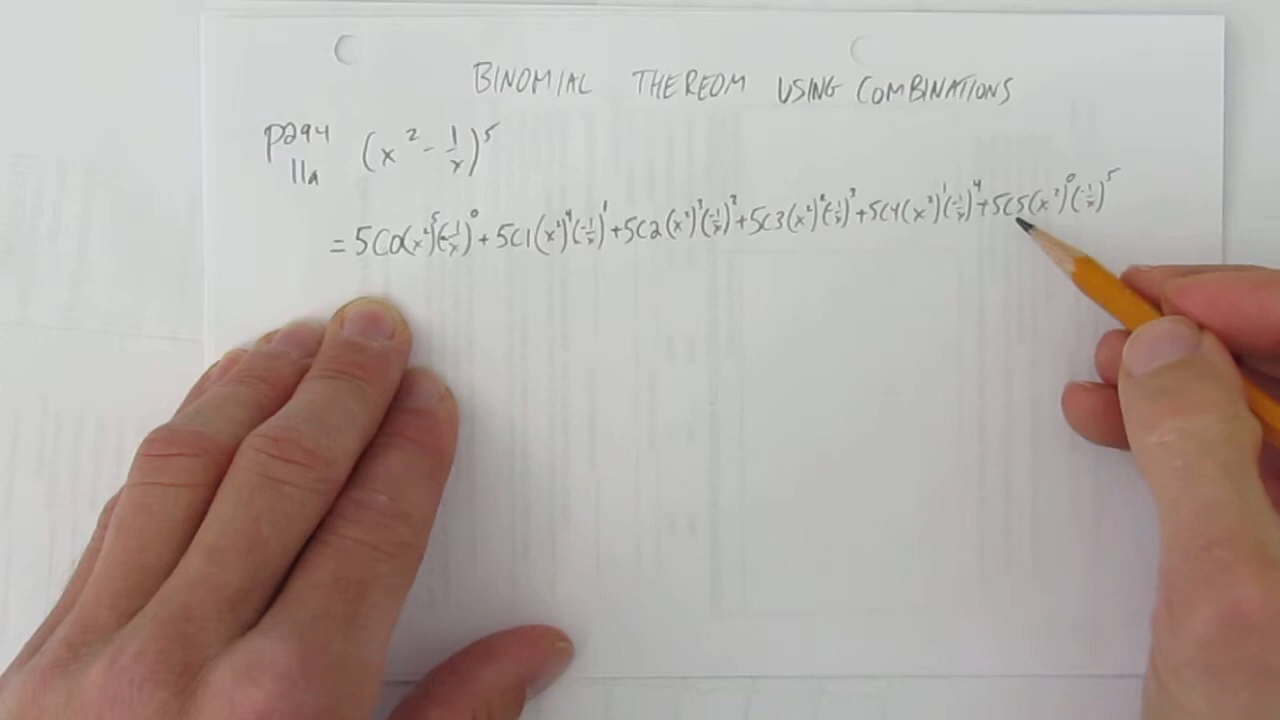 BINOMIAL THEREOM USING COMBINATIONS
p294 (x² - 1/x)⁵
11a
= 5C0(x²)⁵(-1/x)⁰ + 5C1(x²)⁴(-1/x)¹ + 5C2(x²)³(-1/x)² + 5C3(x²)²(-1/x)³ + 5C4(x²)¹(-1/x)⁴ + 5C5(x²)⁰(-1/x)⁵